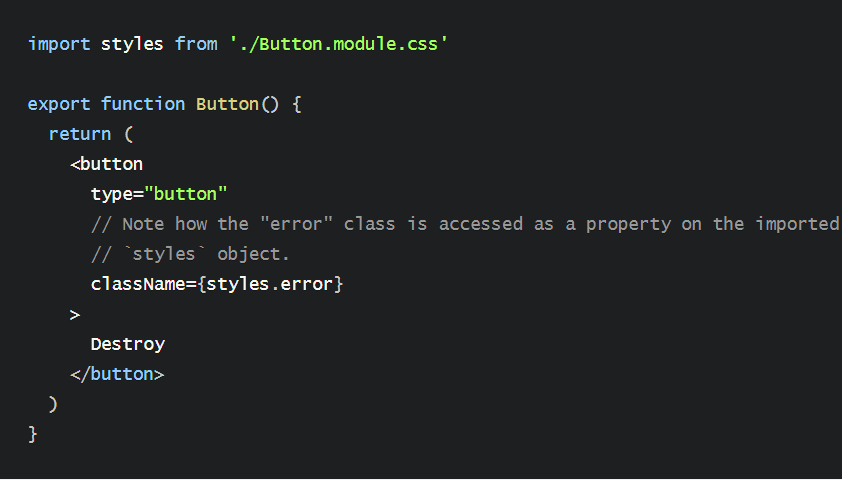 import styles from './Button.module.css'
export function Button() {
  return (
    <button
      type="button"
      // Note how the "error" class is accessed as a property on the imported
      // `styles` object.
      className={styles.error}
    >
      Destroy
    </button>
  )
}